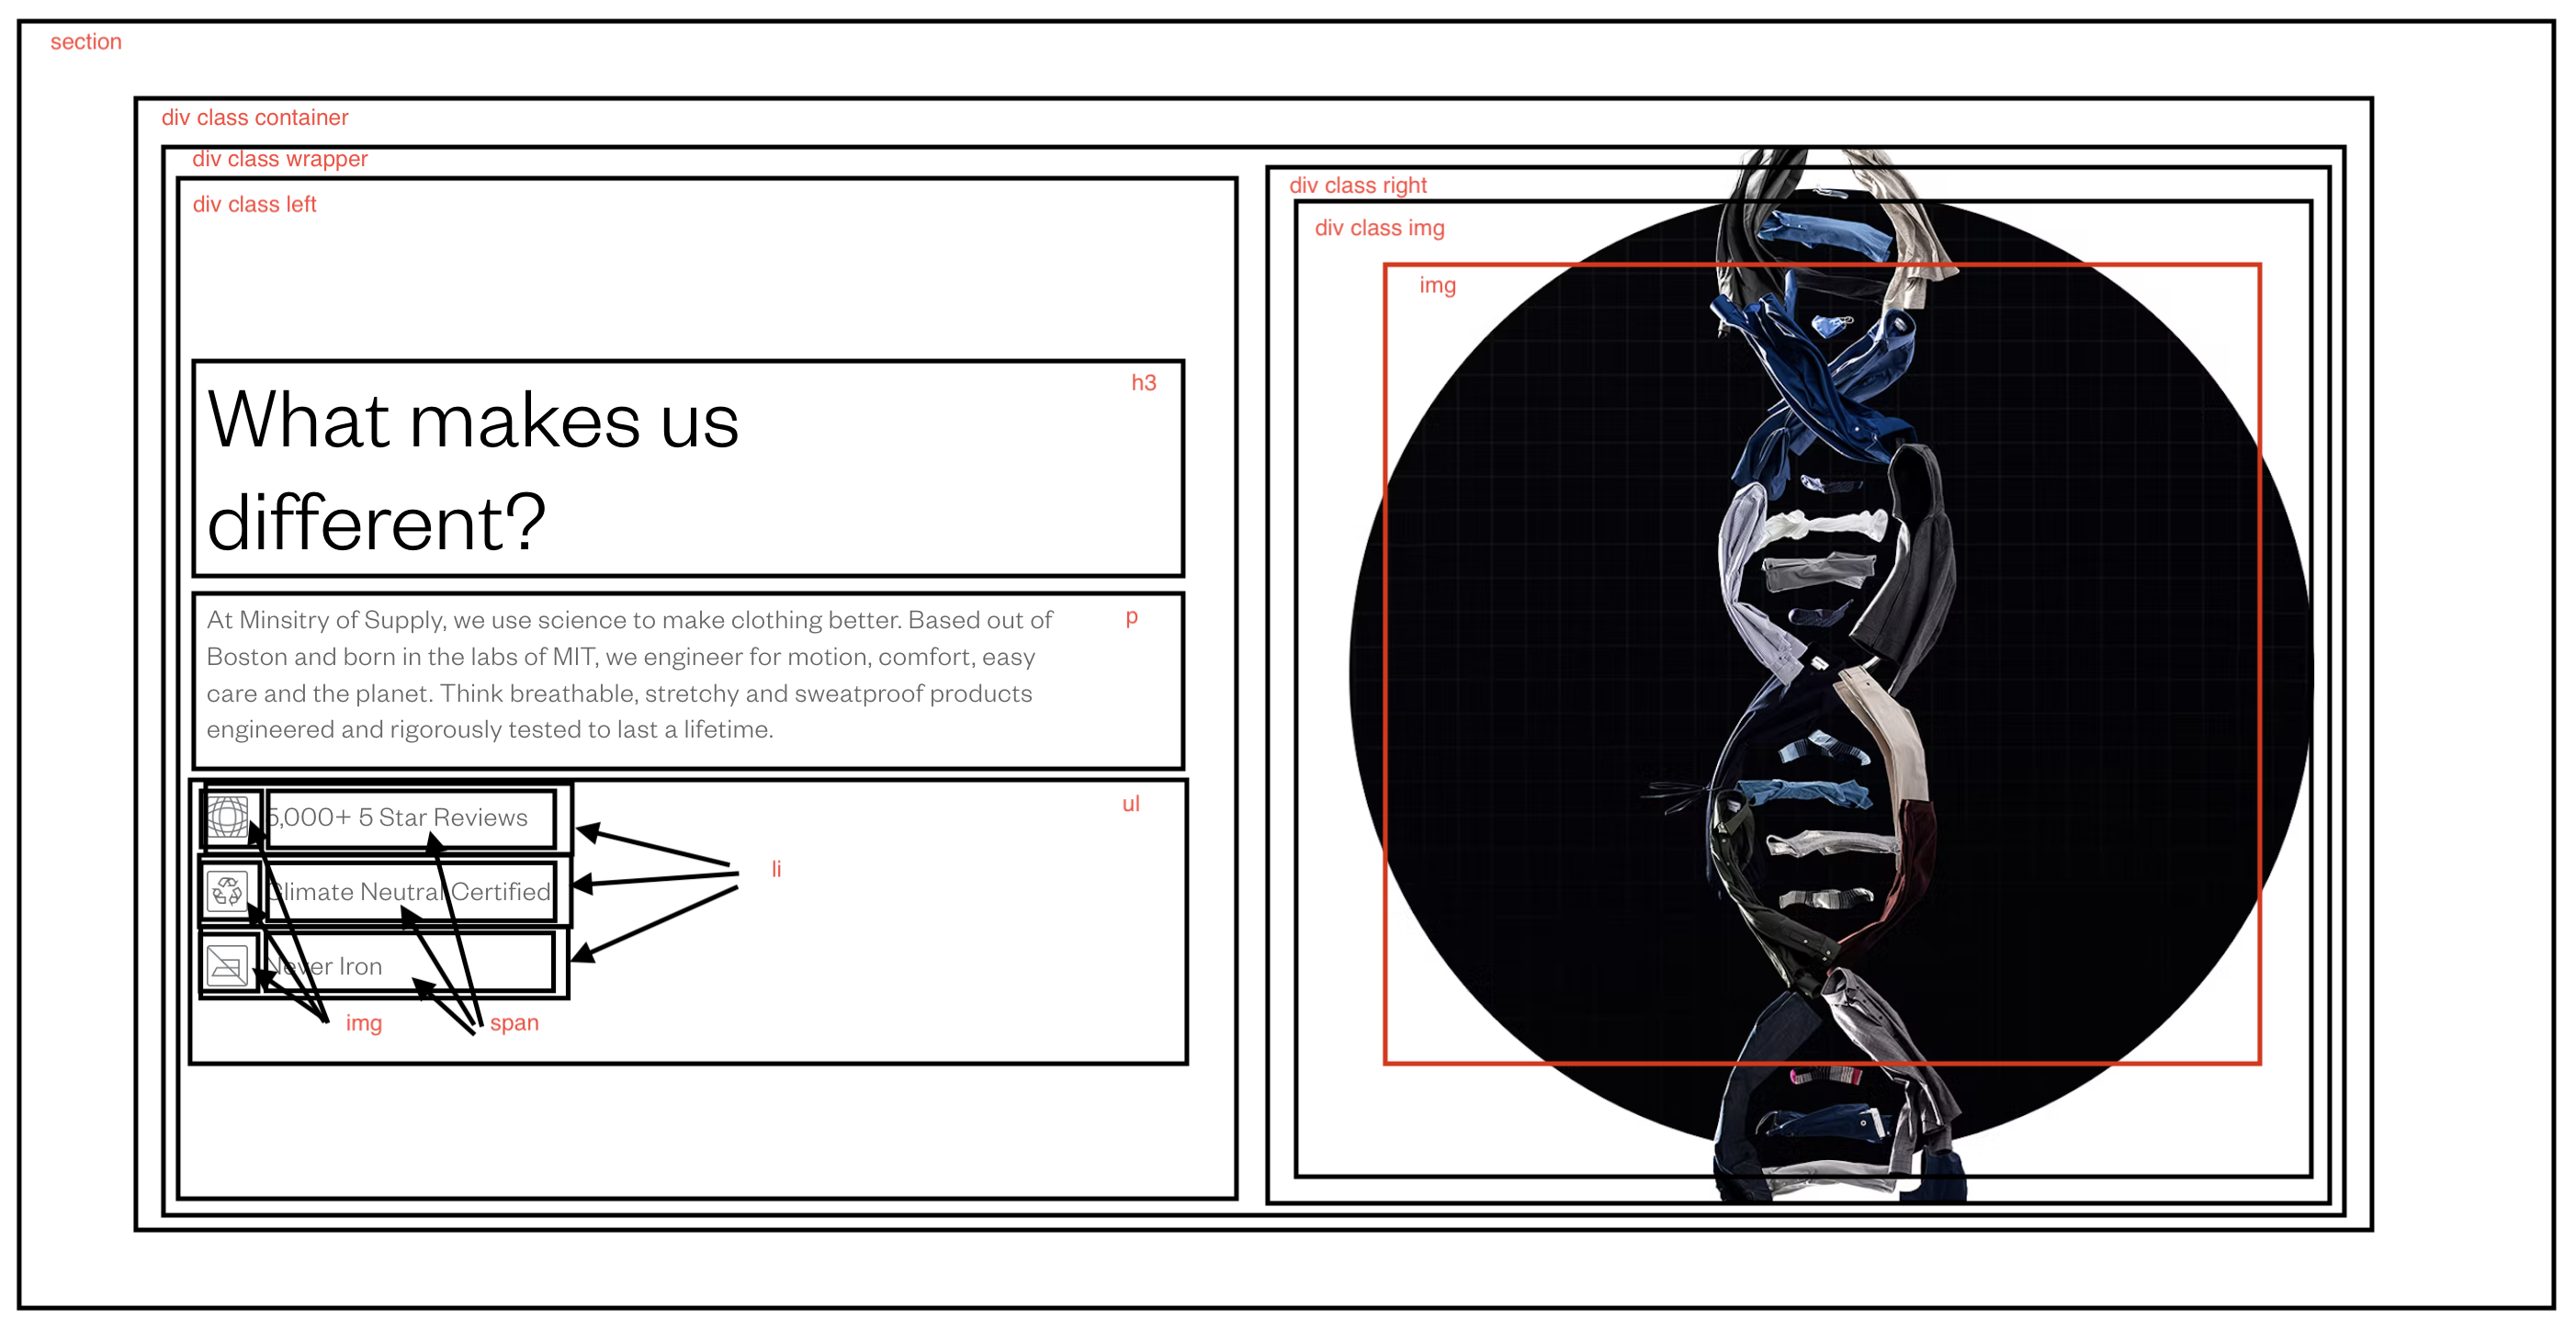 section
div class container
div class wrapper
div class left
What makes us
different?
h3
At Minsitry of Supply, we use science to make clothing better. Based out of
Boston and born in the labs of MIT, we engineer for motion, comfort, easy
care and the planet. Think breathable, stretchy and sweatproof products
engineered and rigorously tested to last a lifetime.
p
ul
5,000+ 5 Star Reviews
Climate Neutral Certified
Never Iron
li
img
span
div class right
div class img
img